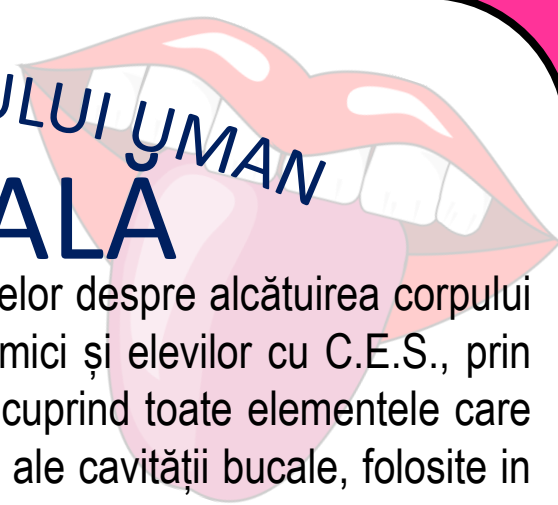 ULUI UMAN
ALĂ
elor despre alcătuirea corpului
mici și elevilor cu C.E.S., prin
cuprind toate elementele care
ale cavității bucale, folosite in